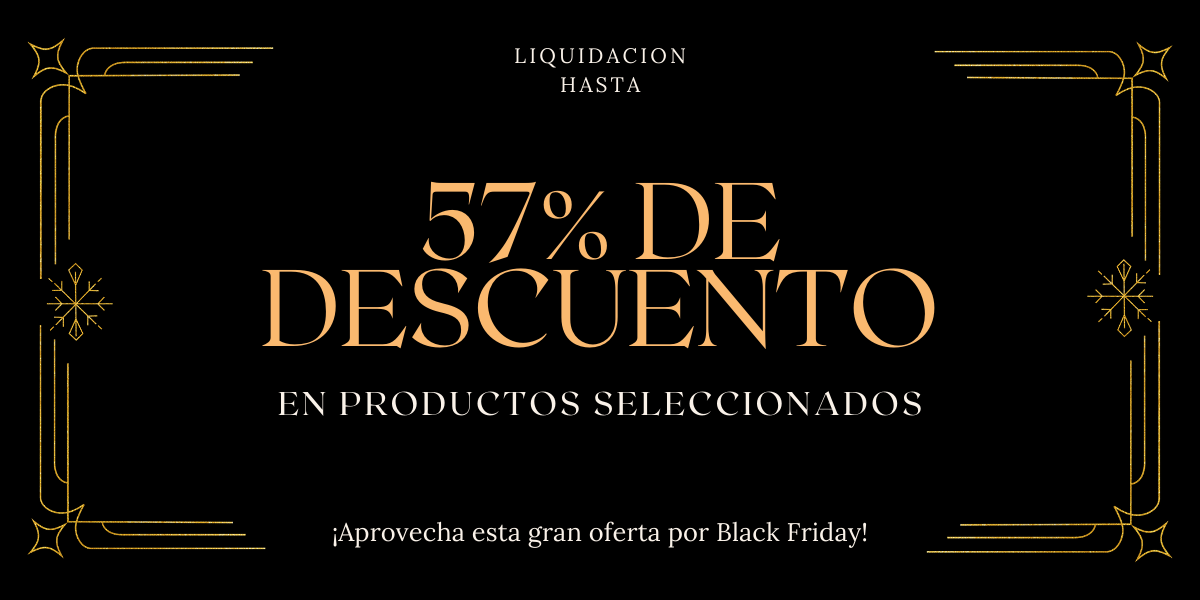 LIQUIDACION
HASTA
57% DE
DESCUENTO
EN PRODUCTOS SELECCIONADOS
¡Aprovecha esta gran oferta por Black Friday!